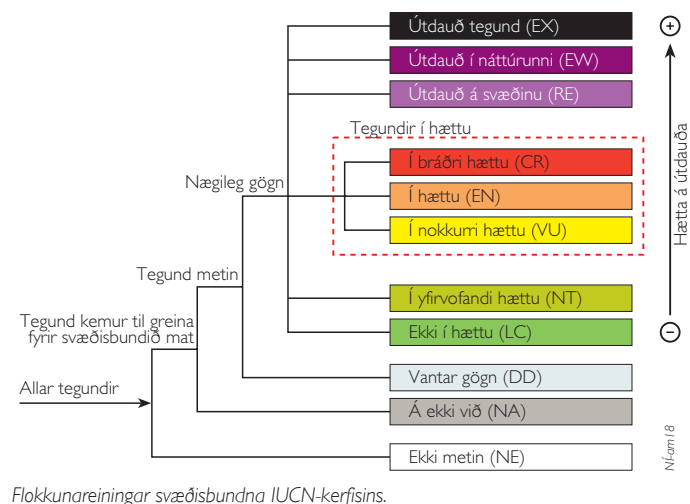 Útdauð tegund (EX)
Útdauð í náttúrunni (EW)
Útdauð á svæðinu (RE)
Tegundir í hættu
Í bráðri hættu (CR)
Nægileg gögn
Í hættu (EN)
Í nokkurri hættu (VU)
Hætta á útdauða
Tegund metin
Í yfirvofandi hættu (NT)
Tegund kemur til greina
fyrir svæðisbundið mat
Ekki í hættu (LC)
Vantar gögn (DD)
Allar tegundir
Á ekki við (NA)
Ekki metin (NE)
NÍ-am18
Flokkunareiningar svæðisbundna IUCN-kerfisins.